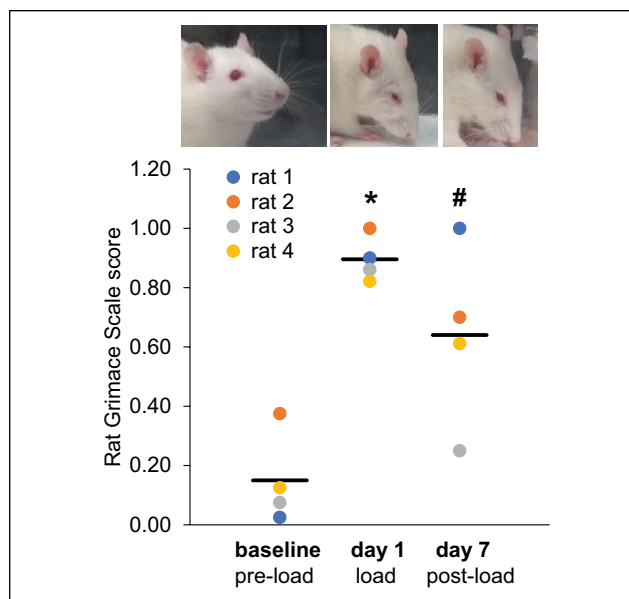 1.20
1.00
0.80
0.60
0.40
0.20
0.00
Rat Grimace Scale score
rat 1
rat 2
rat 3
rat 4
*
#
baseline
pre-load
day 1
load
day 7
post-load